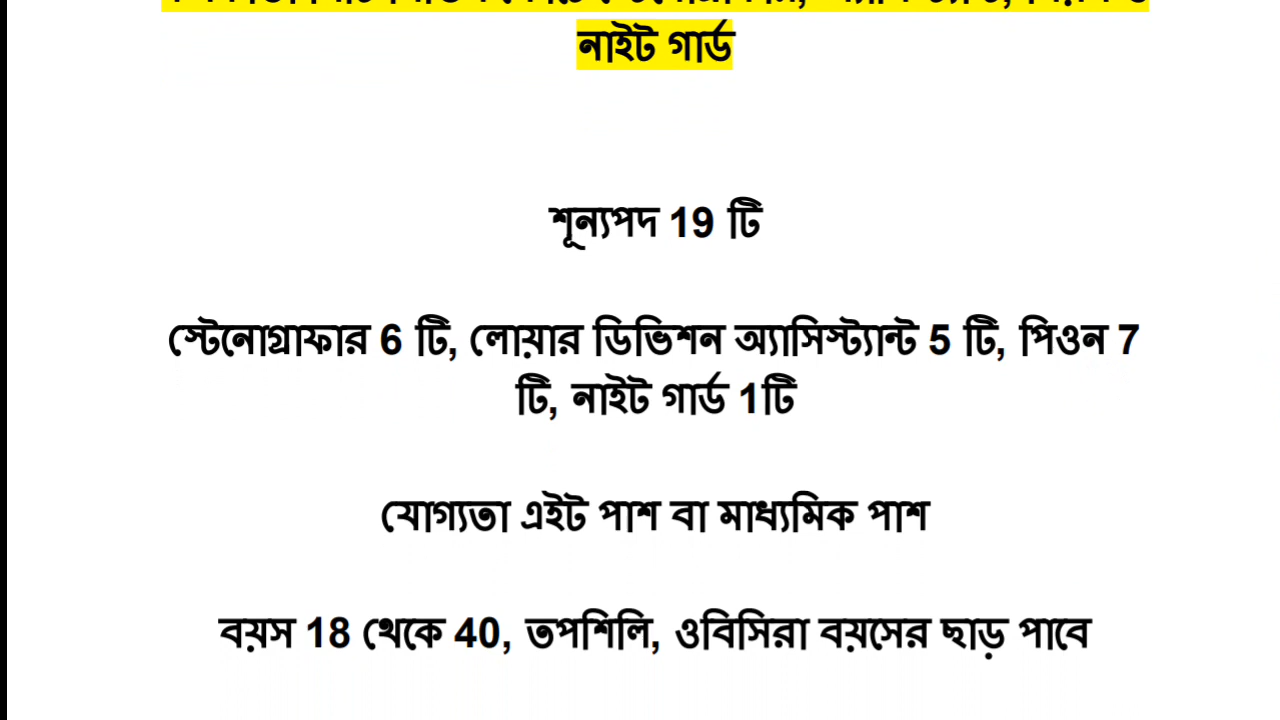 নাইট গার্ড
শূন্যপদ 19 টি
স্টেনোগ্রাফার 6 টি, লোয়ার ডিভিশন অ্যাসিস্ট্যান্ট 5 টি, পিওন 7
টি, নাইট গার্ড 1টি
যোগ্যতা এইট পাশ বা মাধ্যমিক পাশ
বয়স 18 থেকে 40, তপশিলি, ওবিসিরা বয়সের ছাড় পাবে